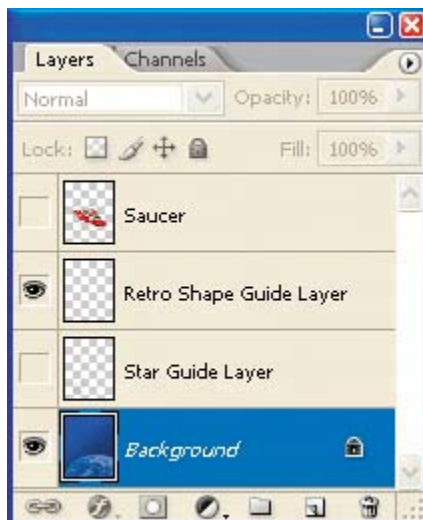 Layers Channels
Normal Opacity: 100%
Lock: Fill: 100%
Saucer
Retro Shape Guide Layer
Star Guide Layer
Background